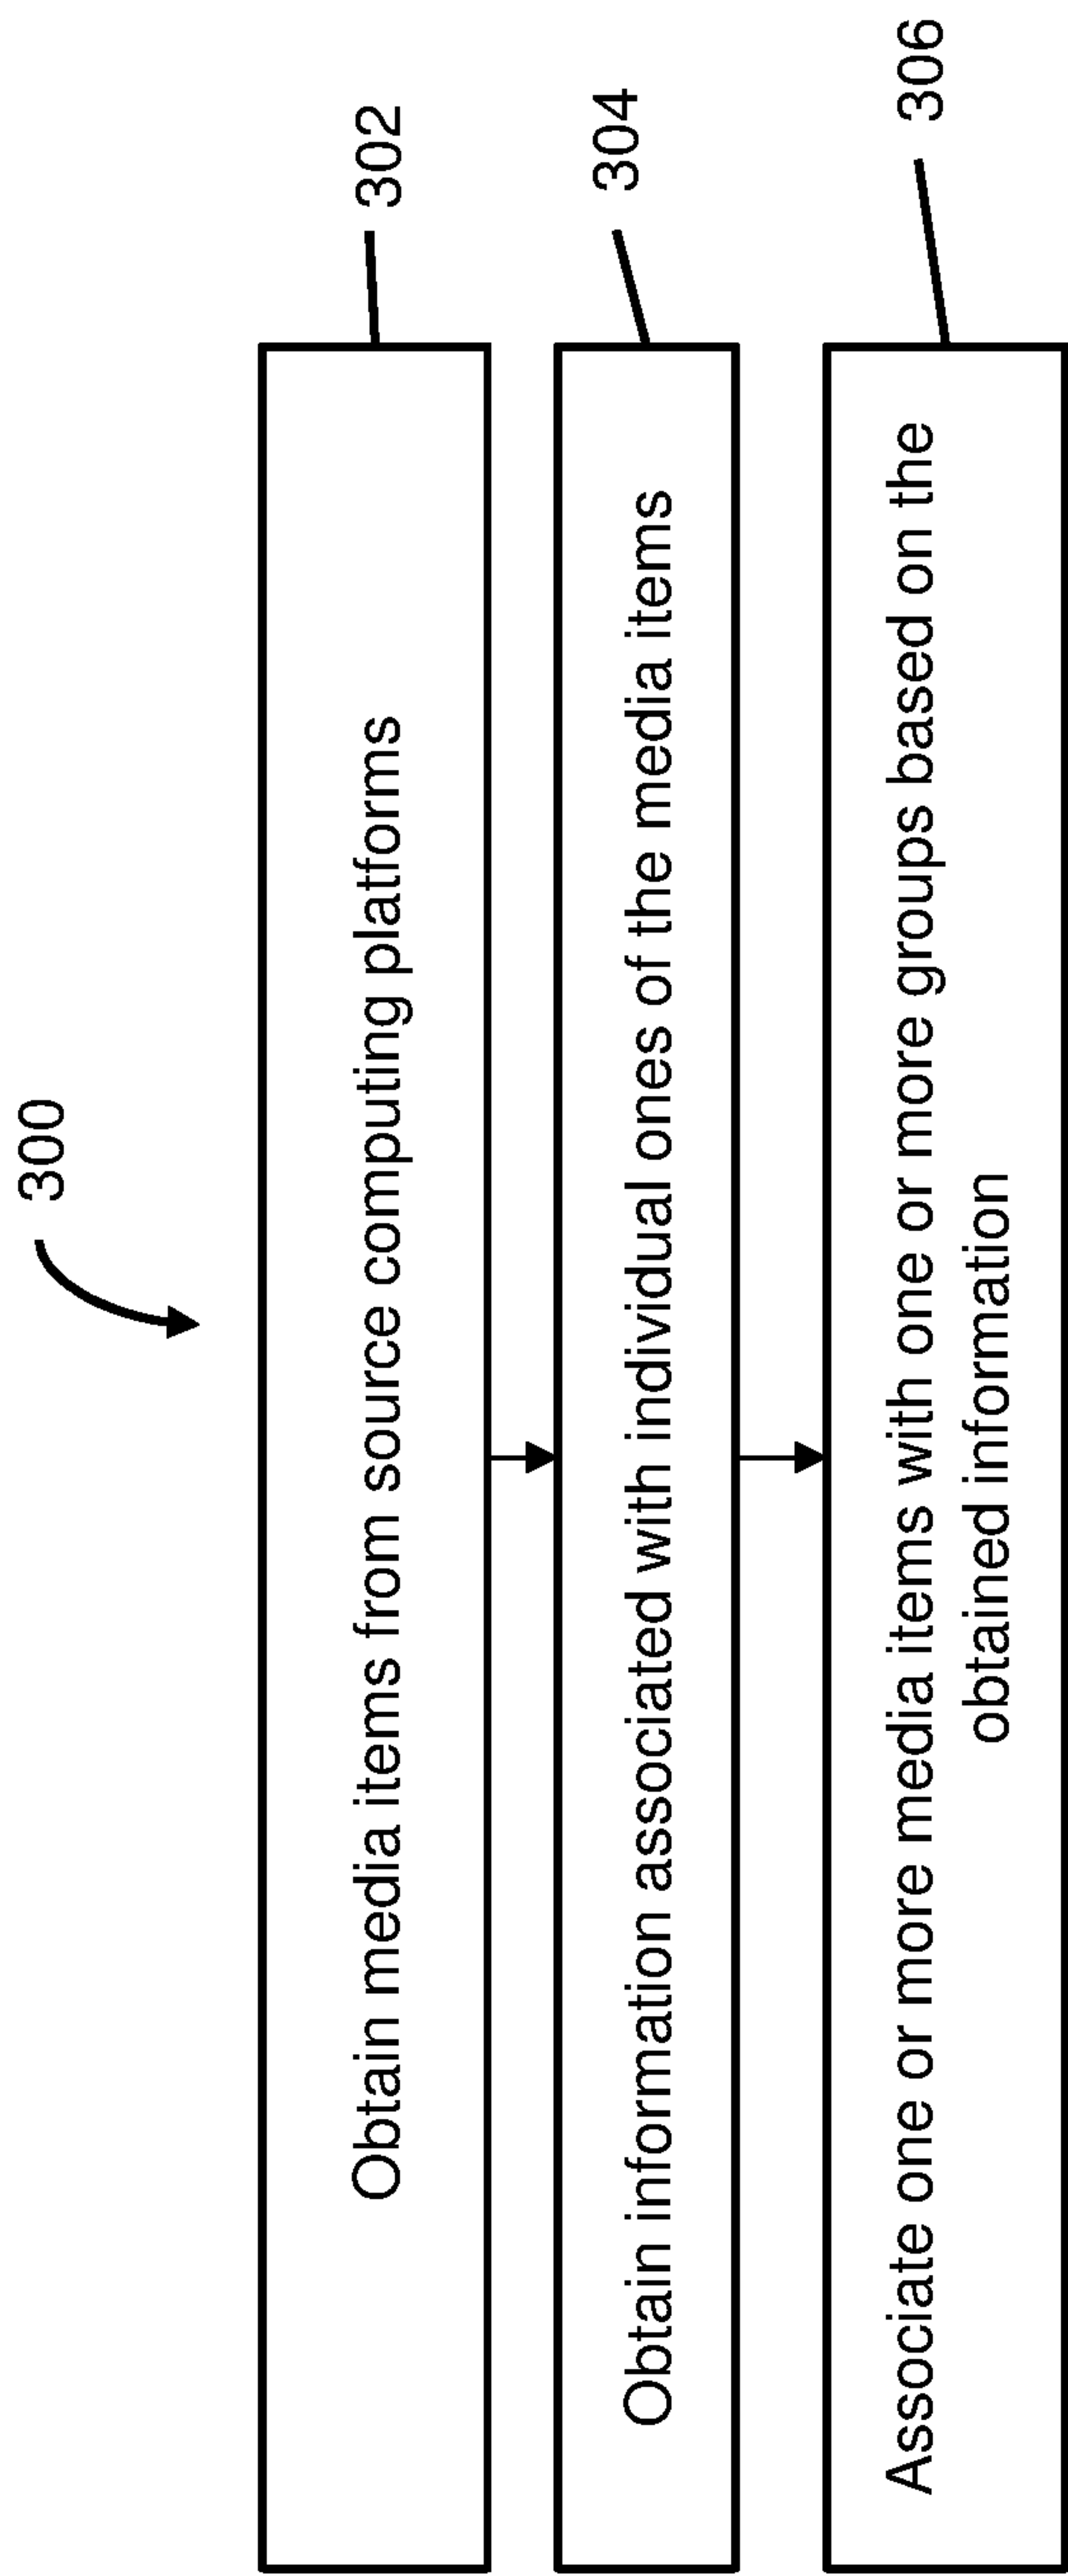 300
Obtain media items from source computing platforms
302
Obtain information associated with individual ones of the media items
304
Associate one or more media items with one or more groups based on the
obtained information
306